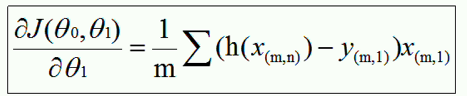 ∂J(θ₀,θ₁)/∂θ₁ = 1/m ∑(h(x₍m,n₎) − y₍m,1₎)x₍m,1₎